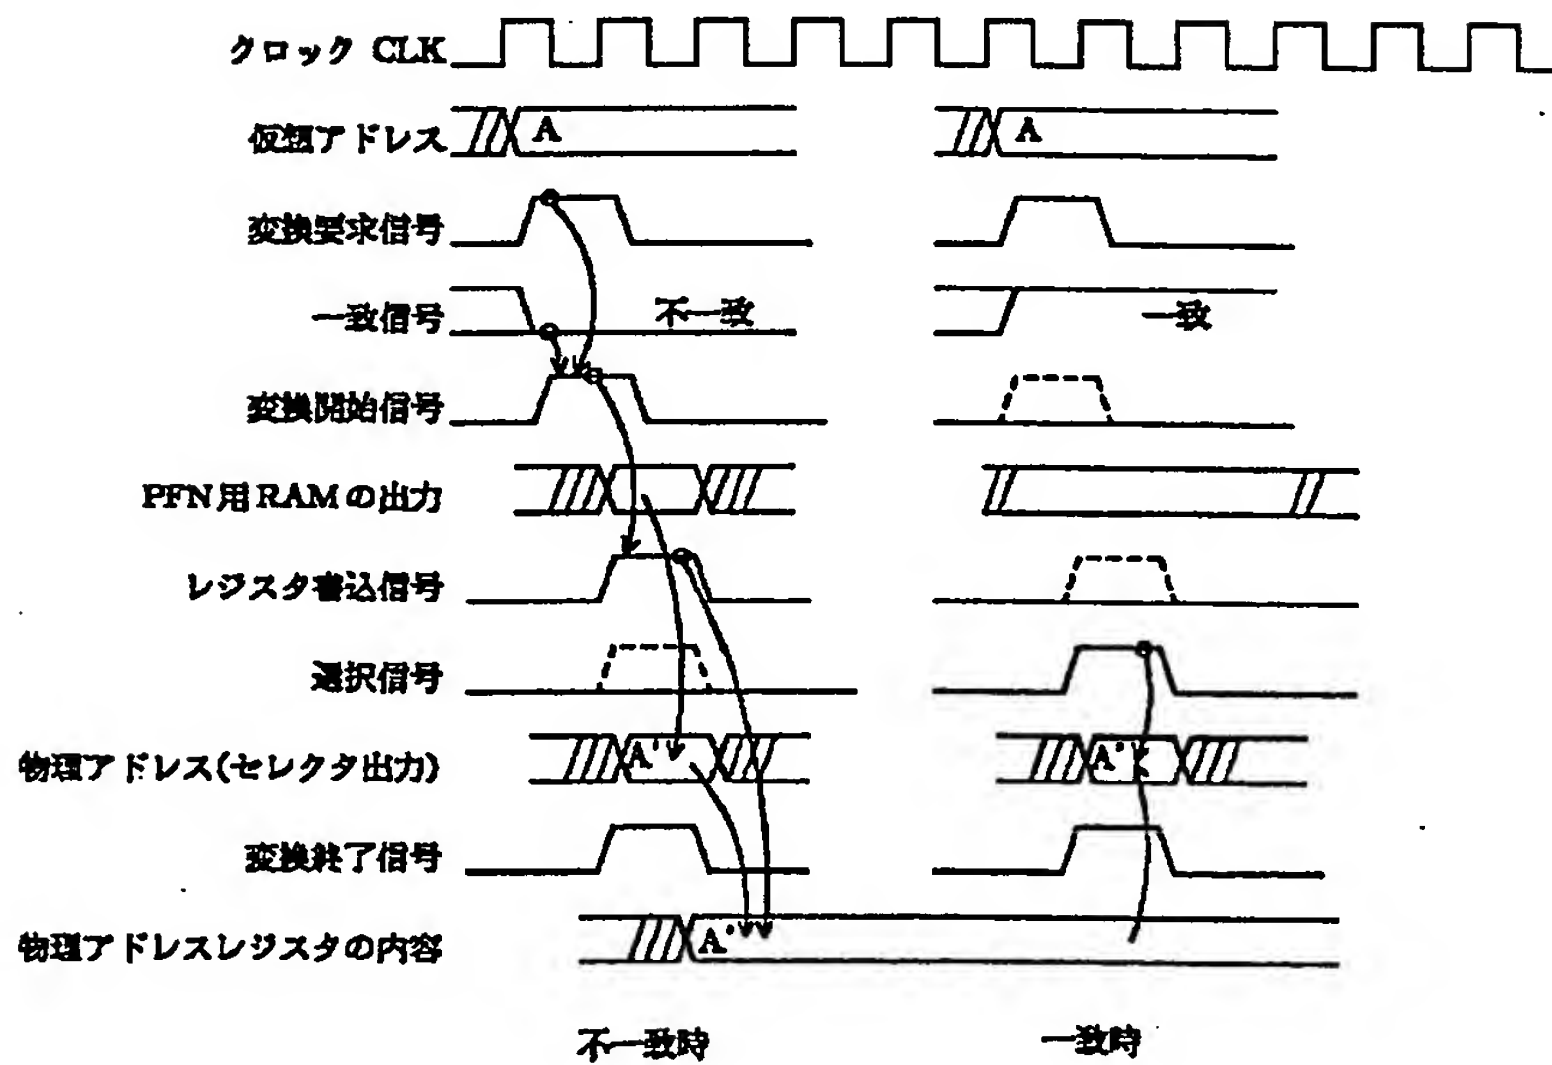 クロック CLK
仮想アドレス A A
変換要求信号
一致信号 不一致 一致
変換開始信号
PFN用RAMの出力
レジスタ書込信号
選択信号
物理アドレス(セレクタ出力) A' A'
変換終了信号
物理アドレスレジスタの内容 A'
不一致時 一致時